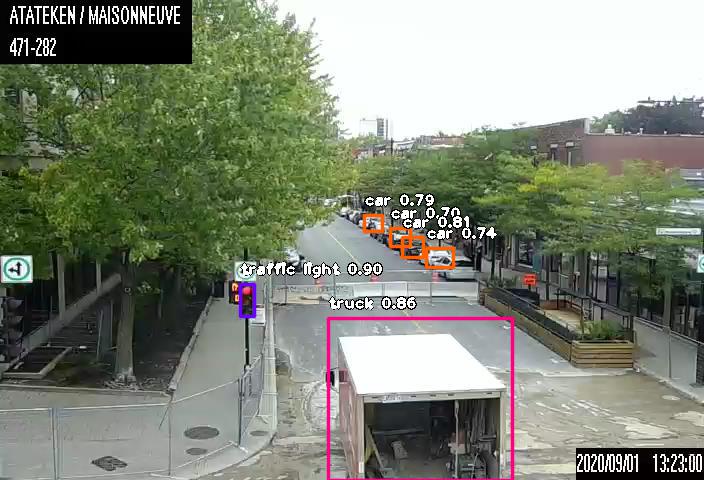 ATATEKEN / MAISONNEUVE
471-282
car 0.79
car 0.70
car 0.81
car 0.74
traffic light 0.90
truck 0.86
2020/09/01 13:23:00